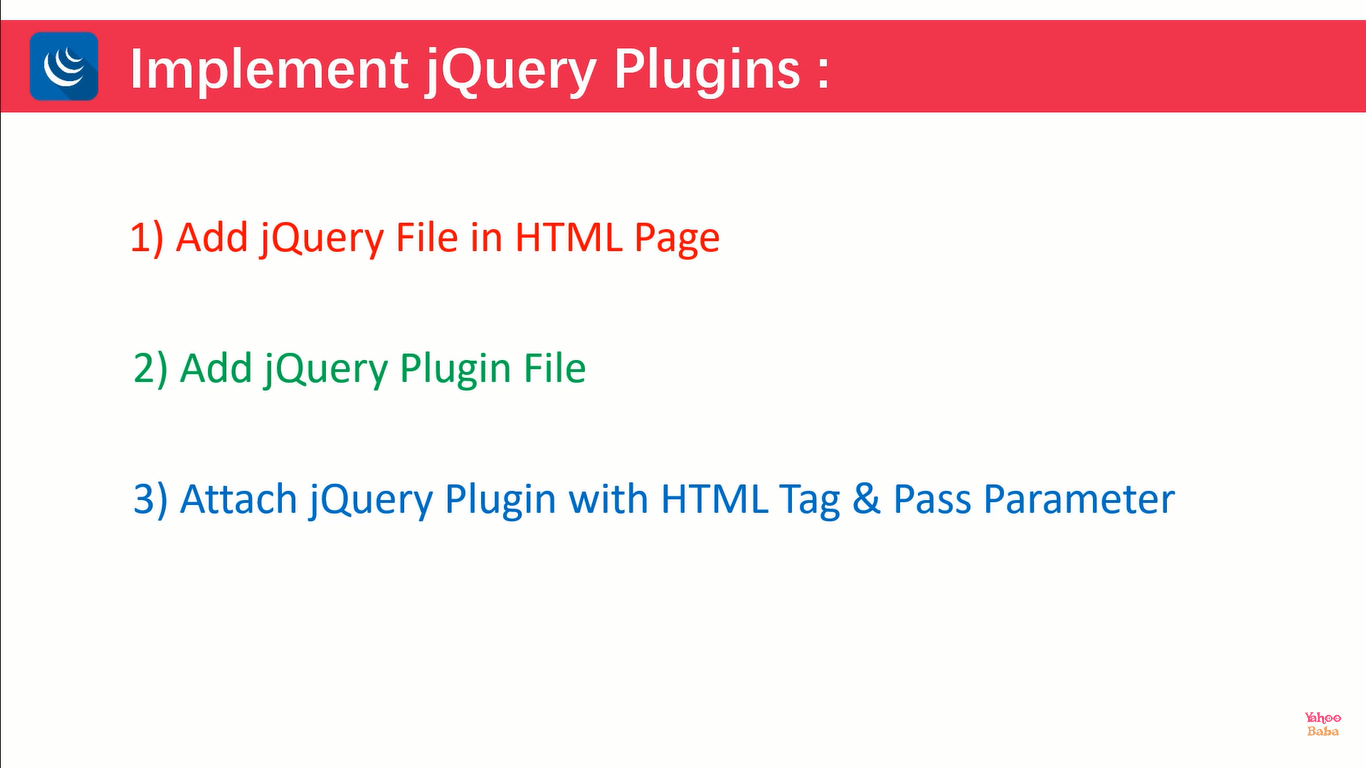 Implement jQuery Plugins :
1) Add jQuery File in HTML Page
2) Add jQuery Plugin File
3) Attach jQuery Plugin with HTML Tag & Pass Parameter
Yahoo
Baba